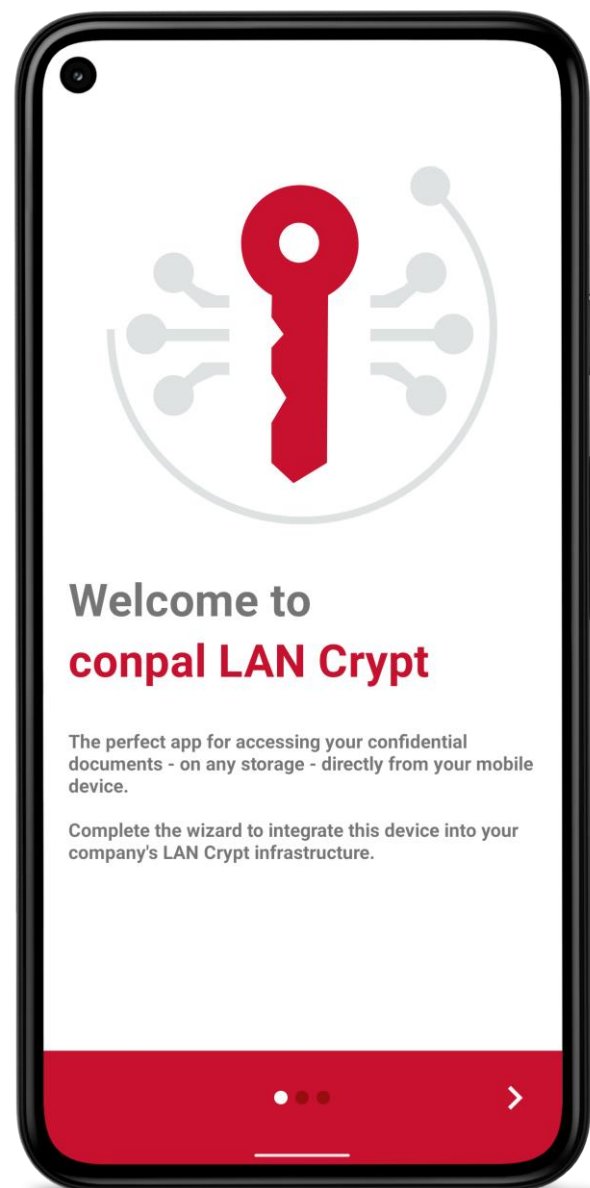 Welcome to
conpal LAN Crypt
The perfect app for accessing your confidential
documents - on any storage - directly from your mobile
device.
Complete the wizard to integrate this device into your
company's LAN Crypt infrastructure.